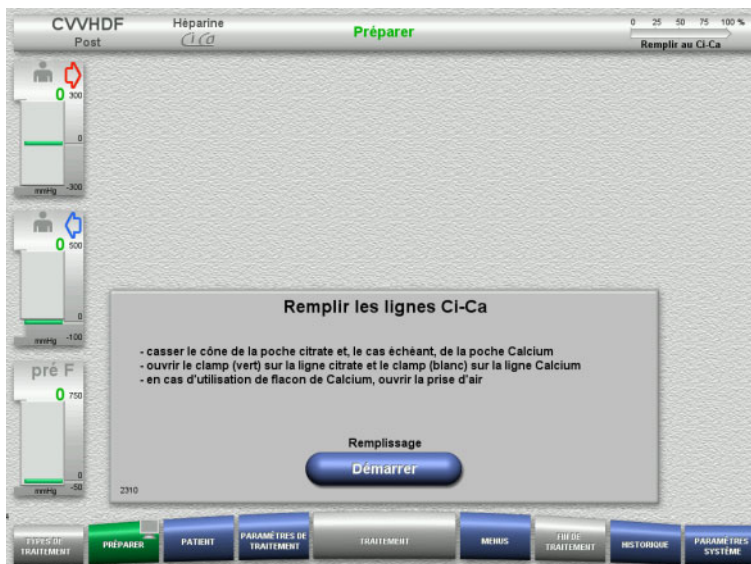 CVVHDF
Post
Héparine
Ci Ca
Préparer
0 25 50 75 100 %
Remplir au Ci-Ca
0
300
0
mmHg -300
0
500
0
mmHg -100
pré F
0
750
0
mmHg -50
Remplir les lignes Ci-Ca
- casser le cône de la poche citrate et, le cas échéant, de la poche Calcium
- ouvrir le clamp (vert) sur la ligne citrate et le clamp (blanc) sur la ligne Calcium
- en cas d'utilisation de flacon de Calcium, ouvrir la prise d'air
Remplissage
Démarrer
2310
TYPES DE TRAITEMENT
PRÉPARER
PATIENT
PARAMÈTRES DE TRAITEMENT
TRAITEMENT
MENUS
FIN DE TRAITEMENT
HISTORIQUE
PARAMÈTRES SYSTÈME